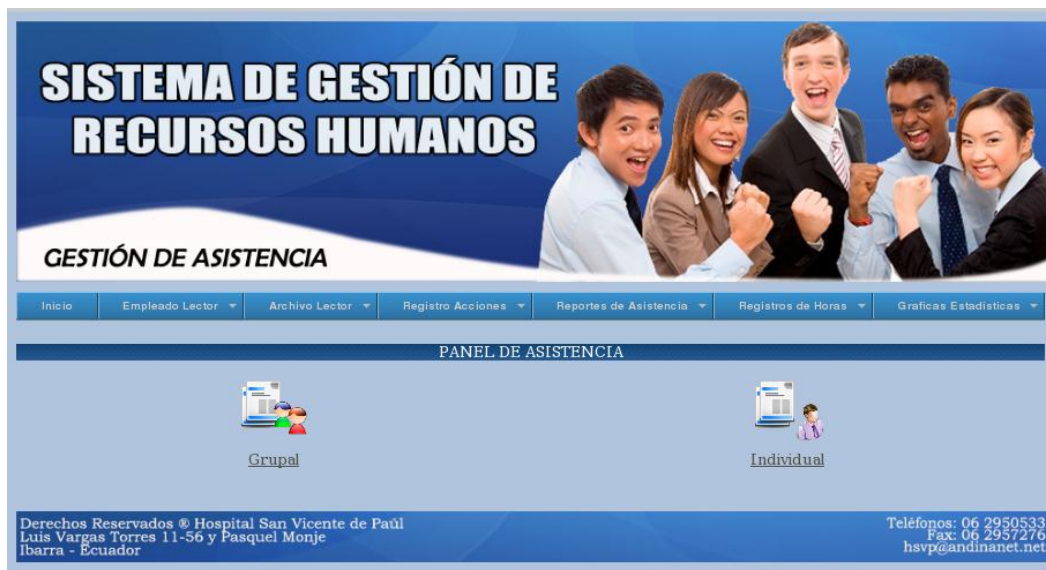 SISTEMA DE GESTIÓN DE
RECURSOS HUMANOS
GESTIÓN DE ASISTENCIA
Inicio Empleado Lector Archivo Lector Registro Acciones Reportes de Asistencia Registros de Horas Graficas Estadísticas
PANEL DE ASISTENCIA
Grupal Individual
Derechos Reservados ® Hospital San Vicente de Paúl
Luis Vargas Torres 11-56 y Pasquel Monje
Ibarra - Ecuador
Teléfonos: 06 2950533
Fax: 06 2957276
hsvp@andinanet.net